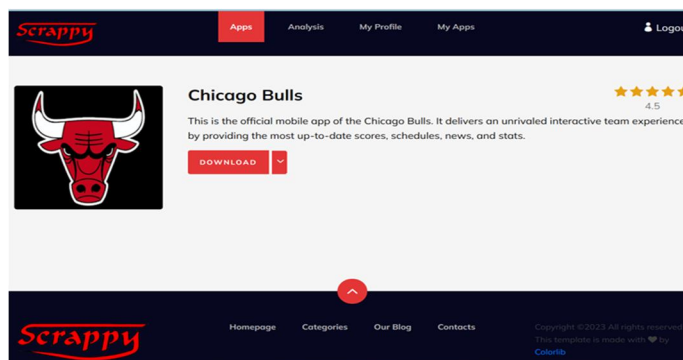 Scrappy
Apps Analysis My Profile My Apps Logou
Chicago Bulls
4.5
This is the official mobile app of the Chicago Bulls. It delivers an unrivaled interactive team experience
by providing the most up-to-date scores, schedules, news, and stats.
DOWNLOAD
Scrappy
Homepage Categories Our Blog Contacts
Copyright ©2023 All rights reserved
This template is made with ♥ by
Colorlib